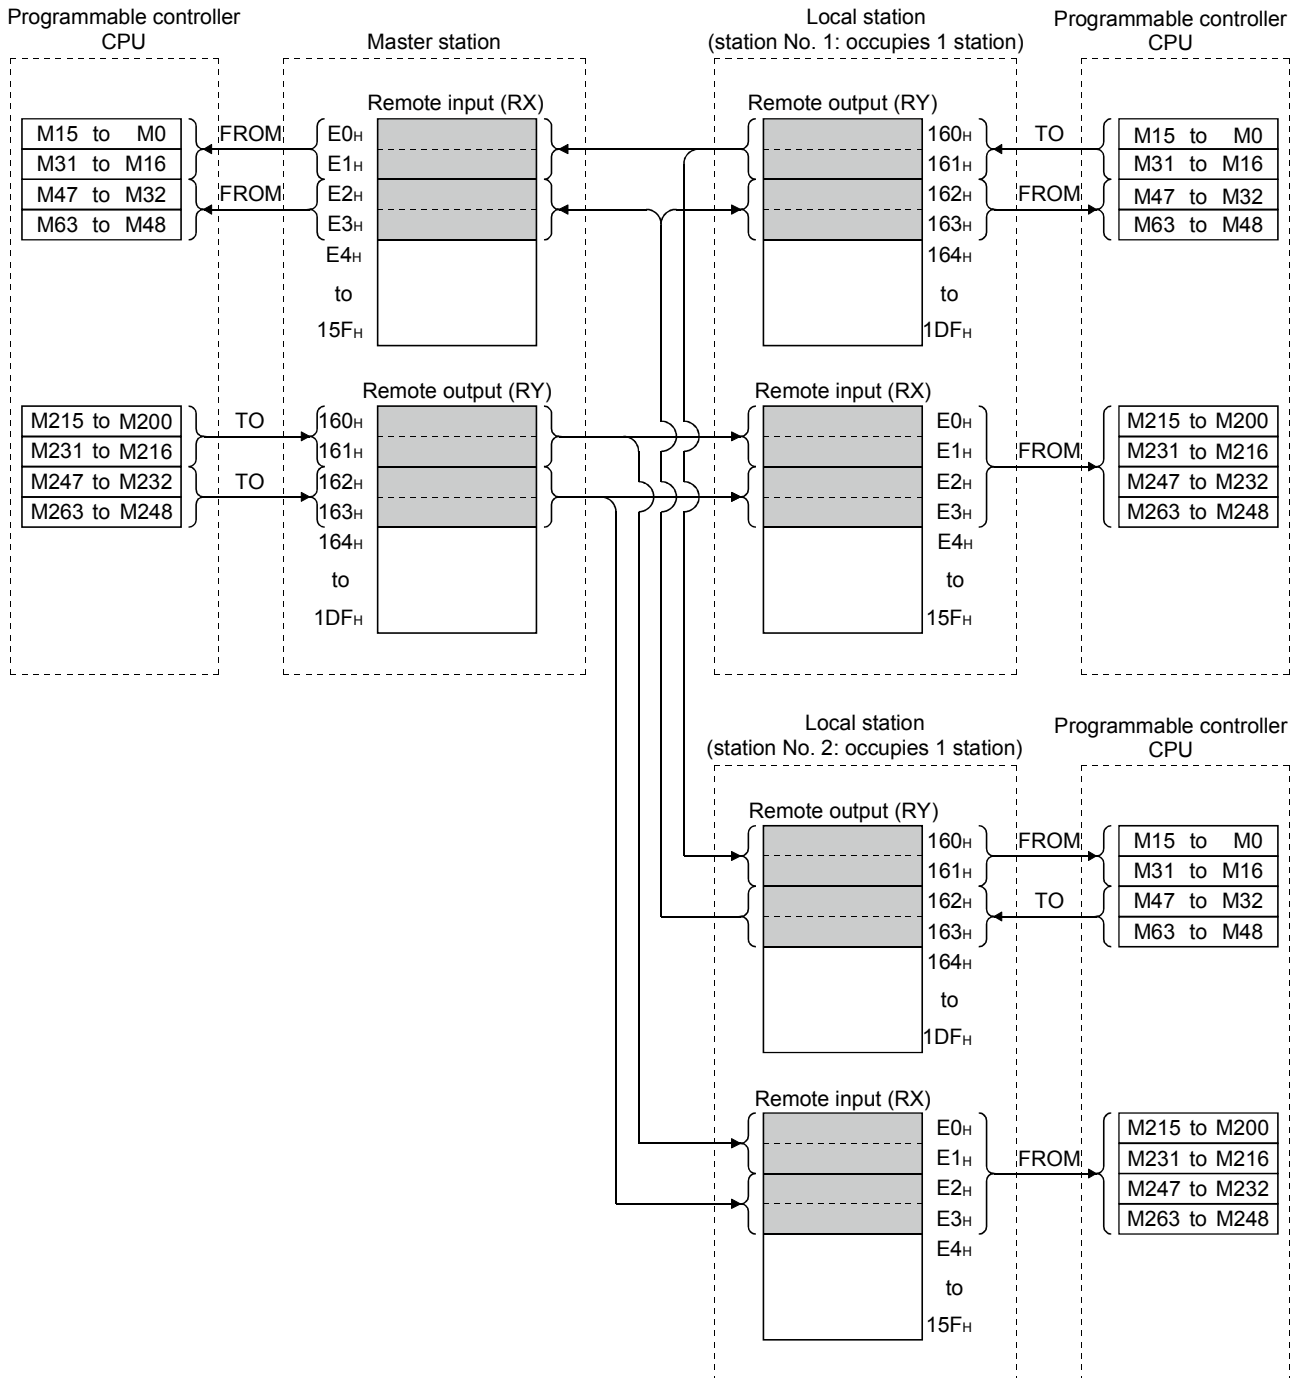 Programmable controller
CPU
Master station
Local station
(station No. 1: occupies 1 station)
Programmable controller
CPU
Remote input (RX)
Remote output (RY)
M15 to M0
M31 to M16
M47 to M32
M63 to M48
FROM
FROM
E0H
E1H
E2H
E3H
E4H
to
15FH
160H
161H
162H
163H
164H
to
1DFH
TO
FROM
M15 to M0
M31 to M16
M47 to M32
M63 to M48
Remote output (RY)
Remote input (RX)
M215 to M200
M231 to M216
M247 to M232
M263 to M248
TO
TO
160H
161H
162H
163H
164H
to
1DFH
E0H
E1H
E2H
E3H
E4H
to
15FH
FROM
M215 to M200
M231 to M216
M247 to M232
M263 to M248
Local station
(station No. 2: occupies 1 station)
Programmable controller
CPU
Remote output (RY)
160H
161H
162H
163H
164H
to
1DFH
FROM
TO
M15 to M0
M31 to M16
M47 to M32
M63 to M48
Remote input (RX)
E0H
E1H
E2H
E3H
E4H
to
15FH
FROM
M215 to M200
M231 to M216
M247 to M232
M263 to M248